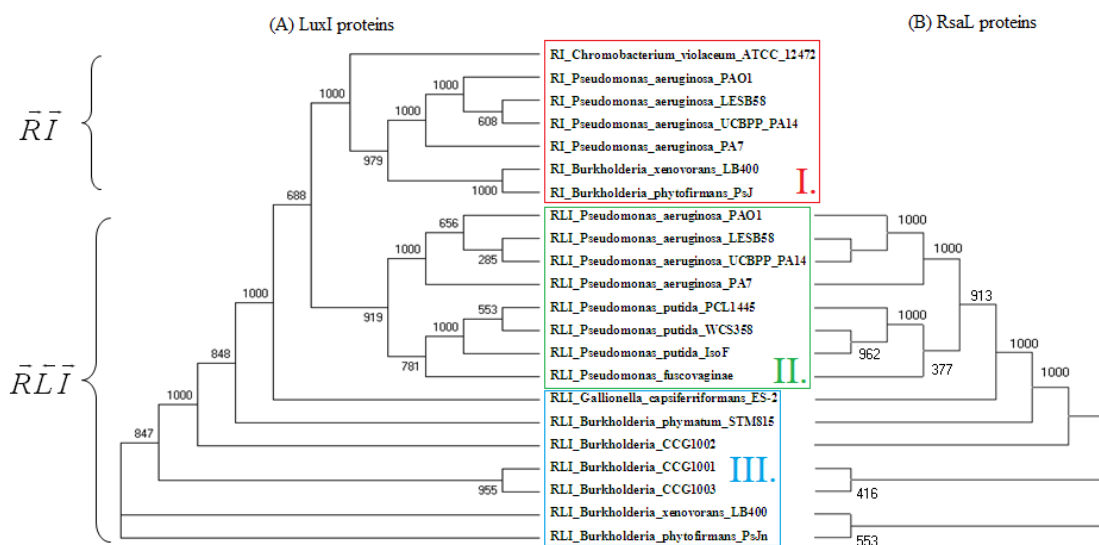 (A) LuxI proteins
(B) RsaL proteins
RI_Chromobacterium_violaceum_ATCC_12472
RI_Pseudomonas_aeruginosa_PAO1
1000
RI_Pseudomonas_aeruginosa_LESB58
1000
1000
608
RI_Pseudomonas_aeruginosa_UCBPP_PA14
R I
1000
RI_Pseudomonas_aeruginosa_PA7
979
RI_Burkholderia_xenovorans_LB400
1000
RI_Burkholderia_phytofirmans_PsJ
I.
688
RLI_Pseudomonas_aeruginosa_PAO1
656
1000
RLI_Pseudomonas_aeruginosa_LESB58
1000
285
1000
RLI_Pseudomonas_aeruginosa_UCBPP_PA14
RLI_Pseudomonas_aeruginosa_PA7
1000
913
RLI_Pseudomonas_putida_PCL1445
919
553
1000
RLI_Pseudomonas_putida_WCS358
1000
RLI_Pseudomonas_putida_IsoF
962
1000
848
781
377
RLI_Pseudomonas_fuscovaginae
II.
1000
R L I
RLI_Gallionella_capsiferriformans_ES-2
1000
RLI_Burkholderia_phymatum_STM815
847
RLI_Burkholderia_CCG1002
RLI_Burkholderia_CCG1001
III.
955
RLI_Burkholderia_CCG1003
416
RLI_Burkholderia_xenovorans_LB400
RLI_Burkholderia_phytofirmans_PsJn
553